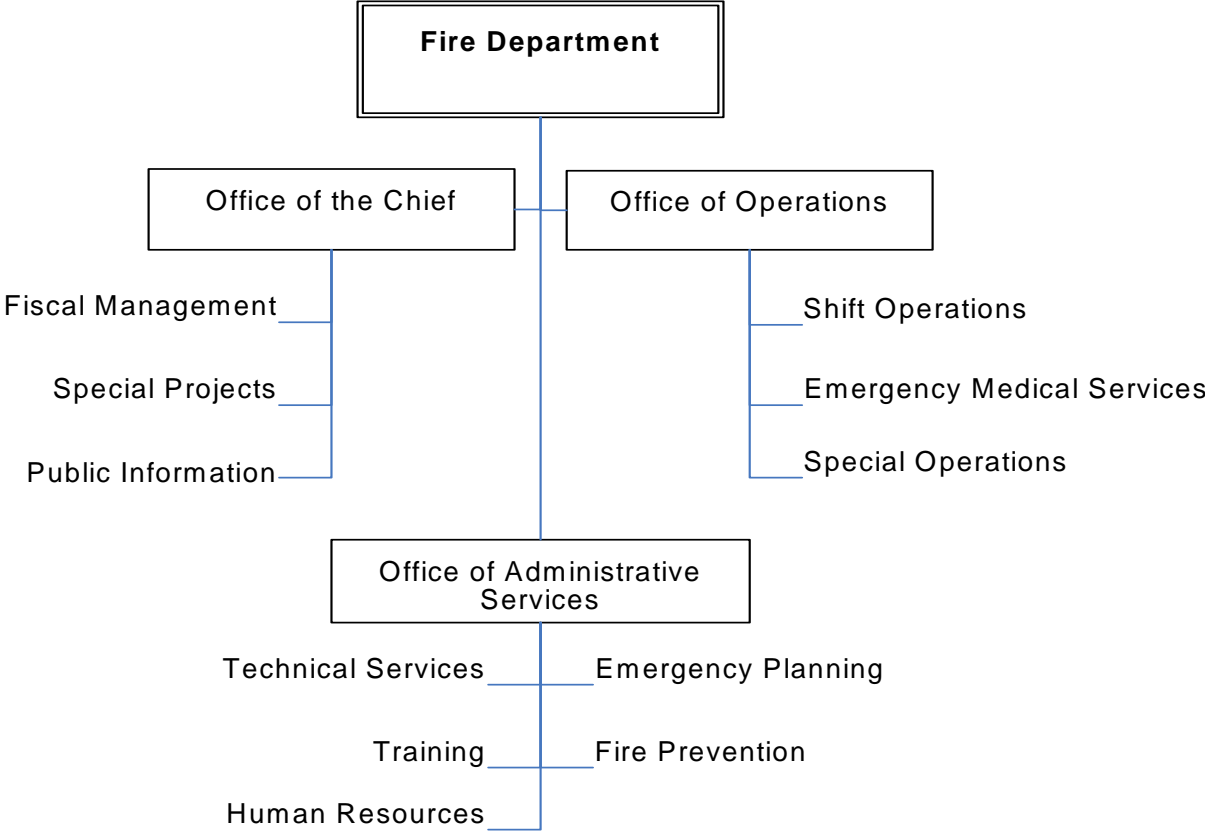 Fire Department
Office of the Chief
Office of Operations
Fiscal Management
Special Projects
Public Information
Shift Operations
Emergency Medical Services
Special Operations
Office of Administrative
Services
Technical Services
Emergency Planning
Training
Fire Prevention
Human Resources